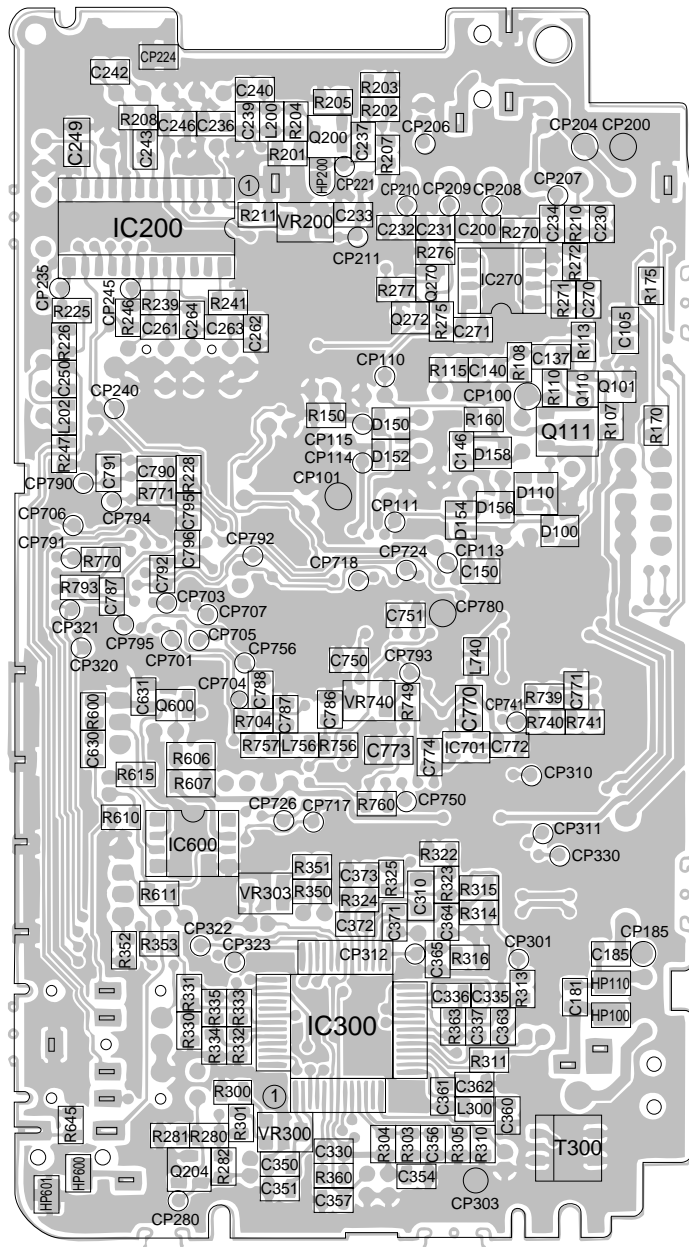 CP224
C242
C240
R203
R202
R205
R208
C246
C236
C239
L200
R204
Q200
C237
R207
CP206
CP204
CP200
C249
C243
R201
HP200
CP221
CP207
CP210
CP209
CP208
1
IC200
R211
VR200
C233
CP211
C232
C231
C200
R270
C234
R210
C230
R276
R272
IC270
R175
CP235
CP245
R277
Q270
R271
C270
R225
R246
R239
C264
R241
R275
Q272
C271
C105
R226
C261
C263
C262
R108
R113
C137
CP110
R115
C140
C250
CP240
CP100
R110
Q110
Q101
L202
R150
CP115
D150
R160
Q111
R107
R170
R247
CP114
D152
C146
D158
C791
C790
R228
CP790
R771
CP101
D110
CP794
C795
D154
D156
CP706
CP111
D100
CP791
C796
CP792
CP724
CP113
R770
C792
CP718
C150
R793
C787
CP703
CP707
CP780
CP321
C751
CP795
CP705
CP320
CP701
CP756
C750
CP793
L740
CP704
C788
C631
VR740
R749
C770
R739
C771
R600
Q600
R704
C787
C786
CP741
R740
R741
C630
R757
L756
R756
C773
C774
IC701
C772
R606
R615
R607
CP310
R760
CP750
R610
CP726
CP717
IC600
CP311
R322
CP330
R351
C373
R325
R323
R611
VR303
R350
R324
C310
R315
C371
C364
R314
C372
R352
R353
CP322
CP323
CP312
C365
R316
CP301
C185
CP185
R331
R335
R333
C336
C335
R313
C181
HP110
IC300
R330
R334
R332
R363
C337
C363
HP100
R311
R300
1
C361
C362
L300
C360
R645
R301
R281
R280
VR300
C330
R304
R303
C356
R305
R310
T300
Q204
R282
C350
R360
C354
HP601
HP600
C351
C357
CP303
CP280